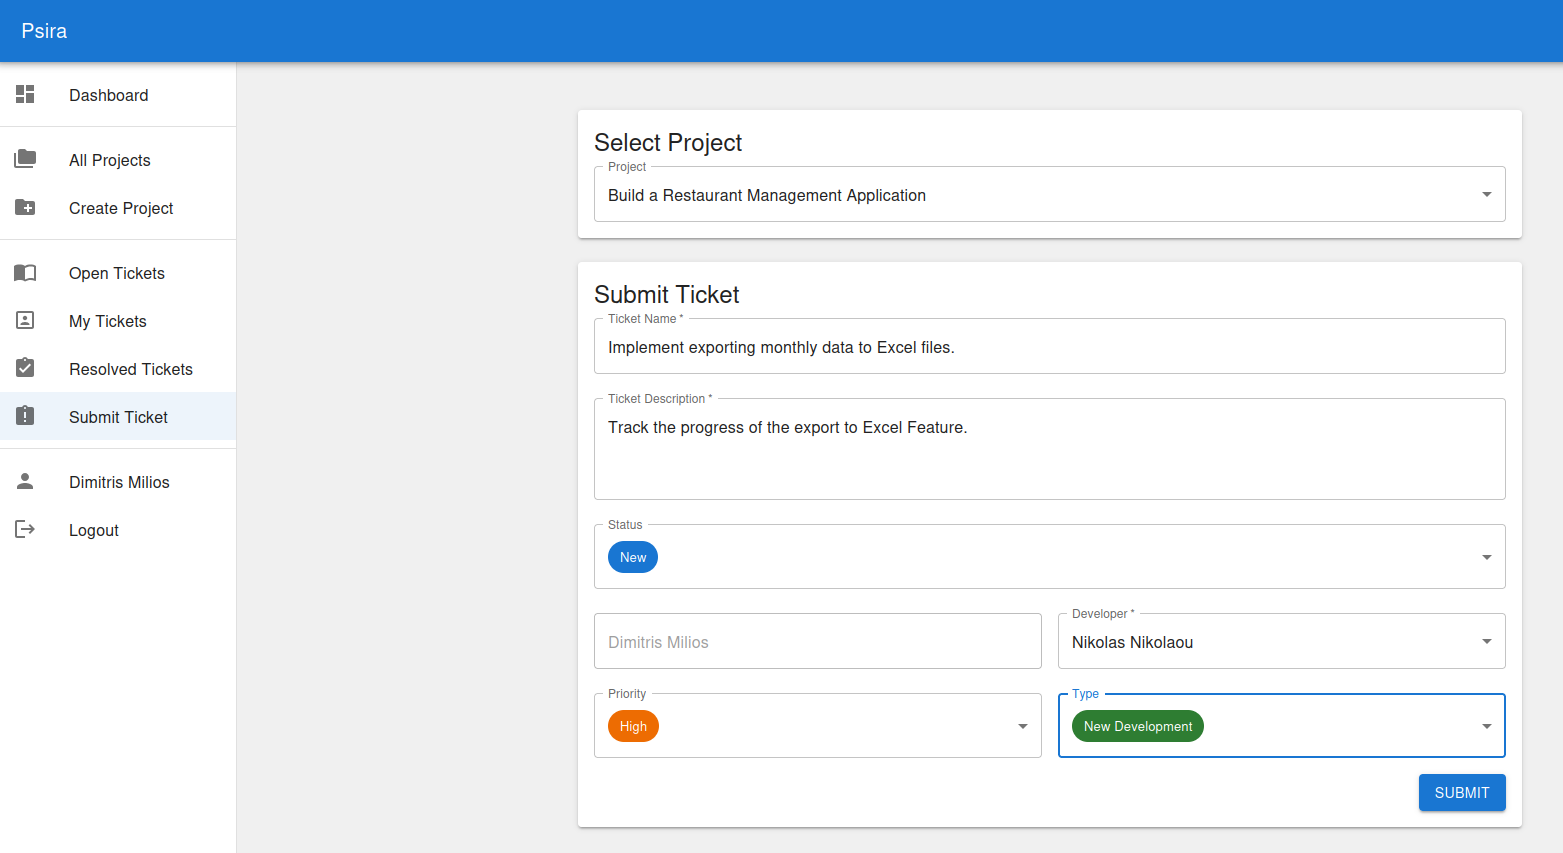 Psira
Dashboard
All Projects
Create Project
Open Tickets
My Tickets
Resolved Tickets
Submit Ticket
Dimitris Milios
Logout
Select Project
Project
Build a Restaurant Management Application
Submit Ticket
Ticket Name *
Implement exporting monthly data to Excel files.
Ticket Description *
Track the progress of the export to Excel Feature.
Status
New
Dimitris Milios
Developer *
Nikolas Nikolaou
Priority
High
Type
New Development
SUBMIT